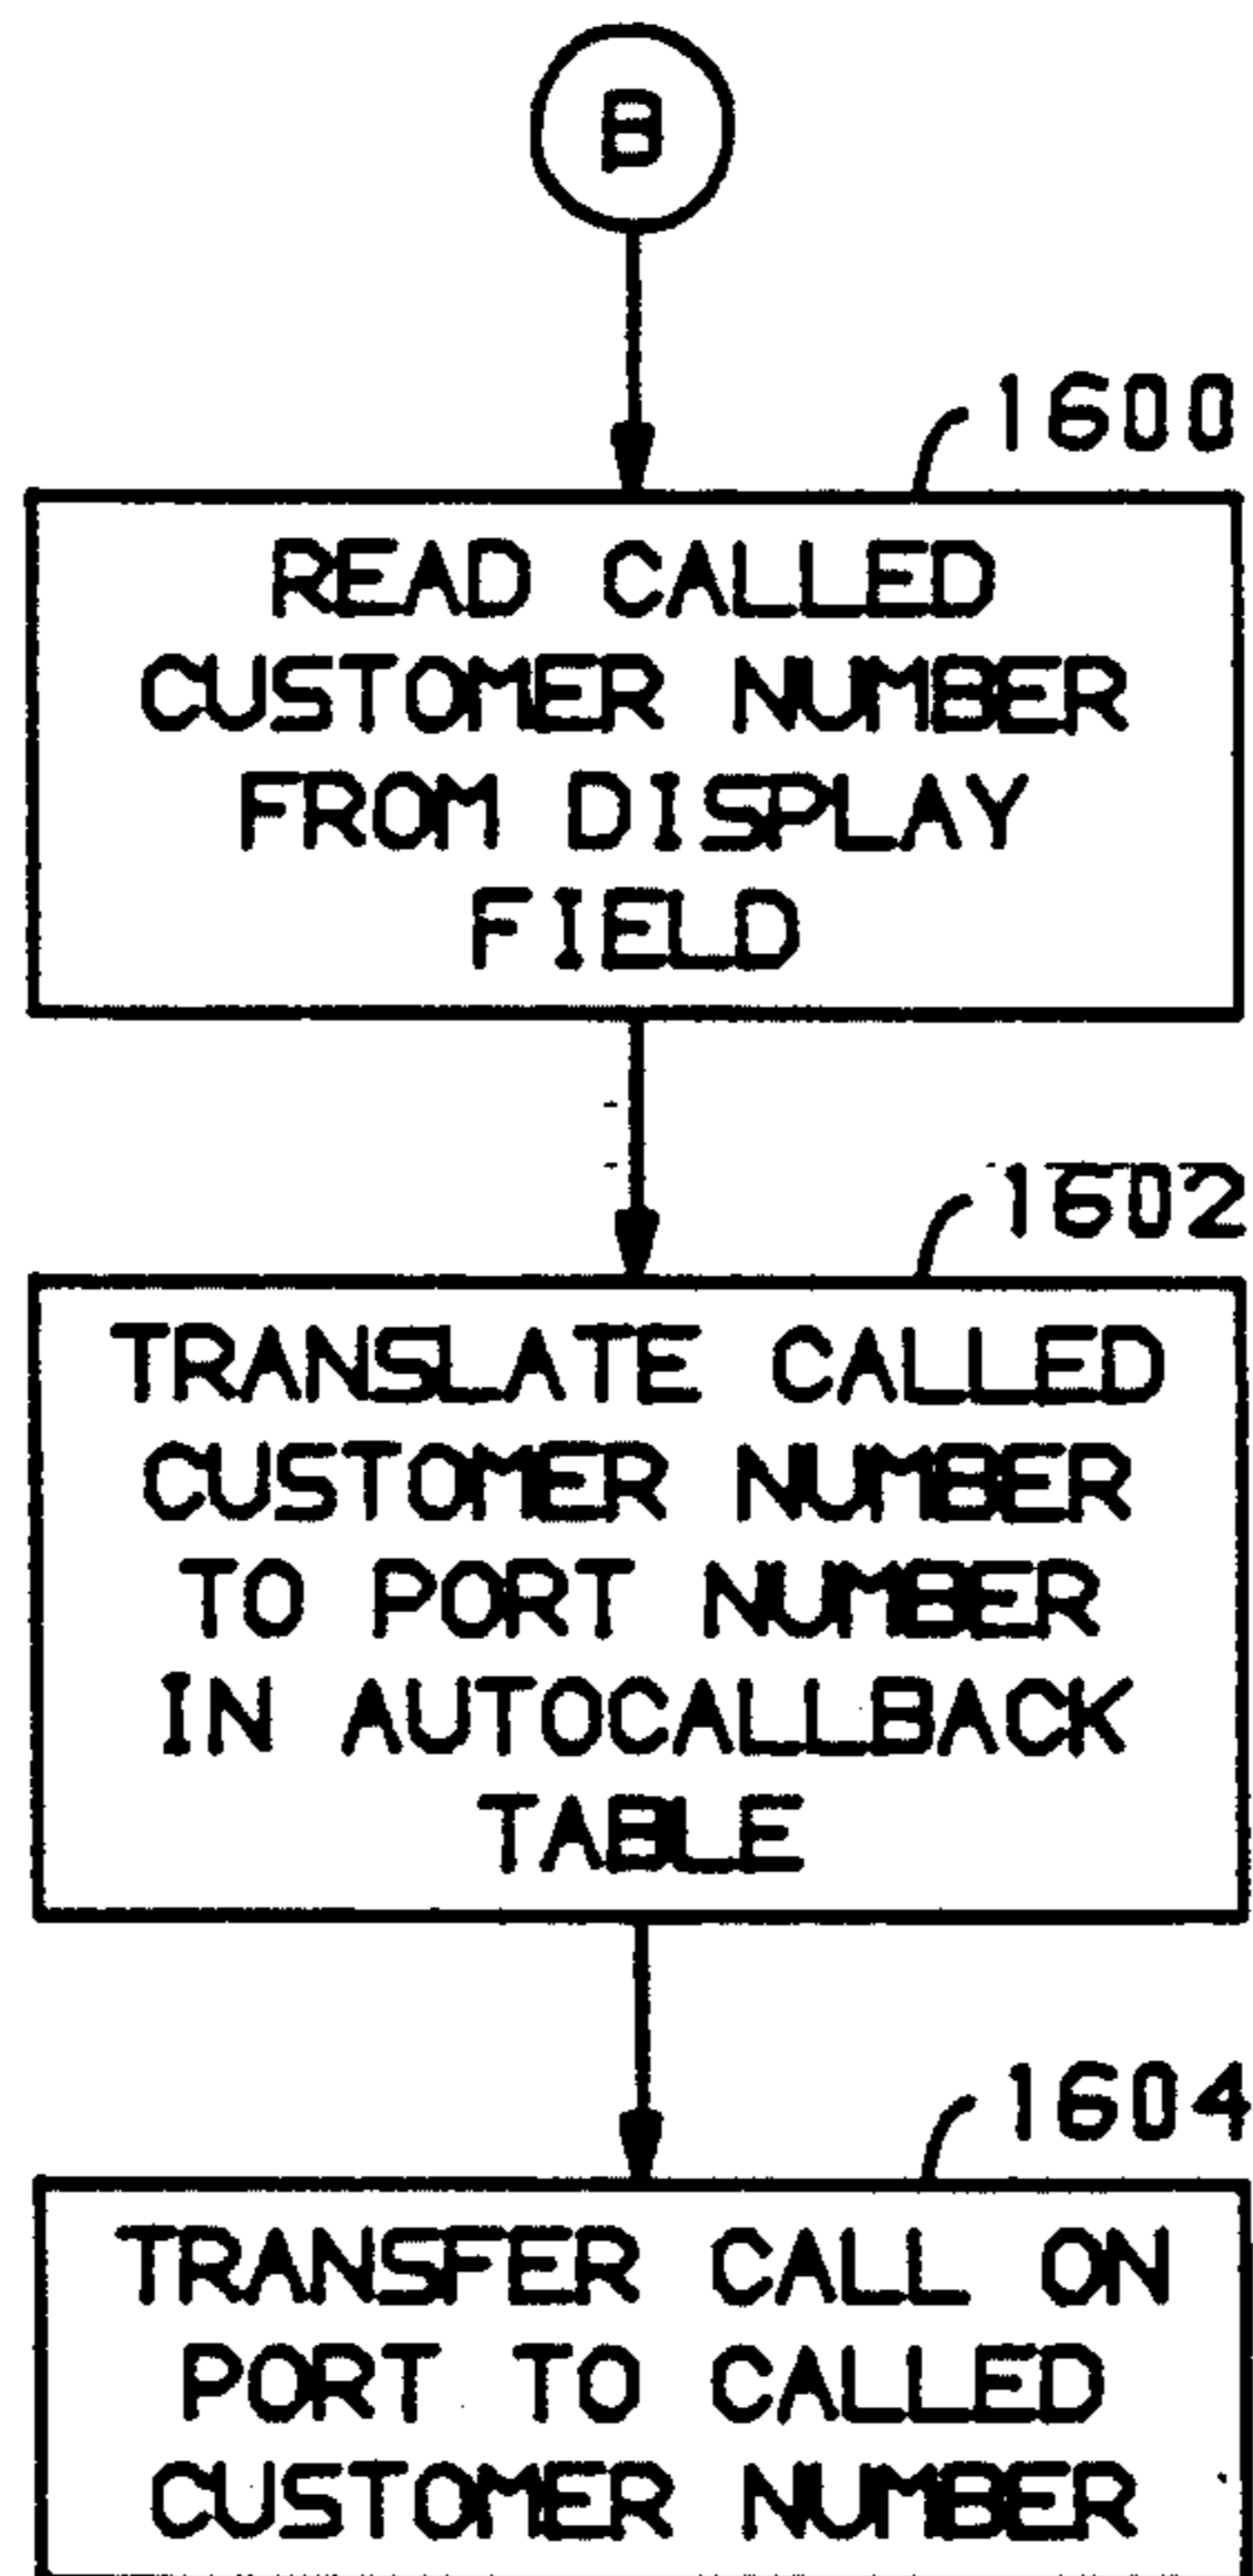 B
1600
READ CALLED
CUSTOMER NUMBER
FROM DISPLAY
FIELD
1602
TRANSLATE CALLED
CUSTOMER NUMBER
TO PORT NUMBER
IN AUTOCALLBACK
TABLE
1604
TRANSFER CALL ON
PORT TO CALLED
CUSTOMER NUMBER